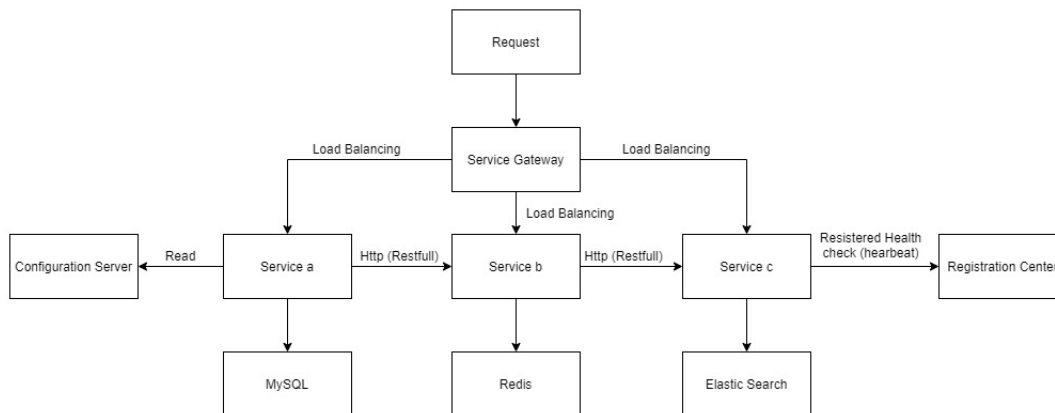 Request
Load Balancing
Service Gateway
Load Balancing
Load Balancing
Configuration Server
Read
Service a
Http (Restfull)
Service b
Http (Restfull)
Service c
Resistered Health
check (hearbeat)
Registration Center
MySQL
Redis
Elastic Search